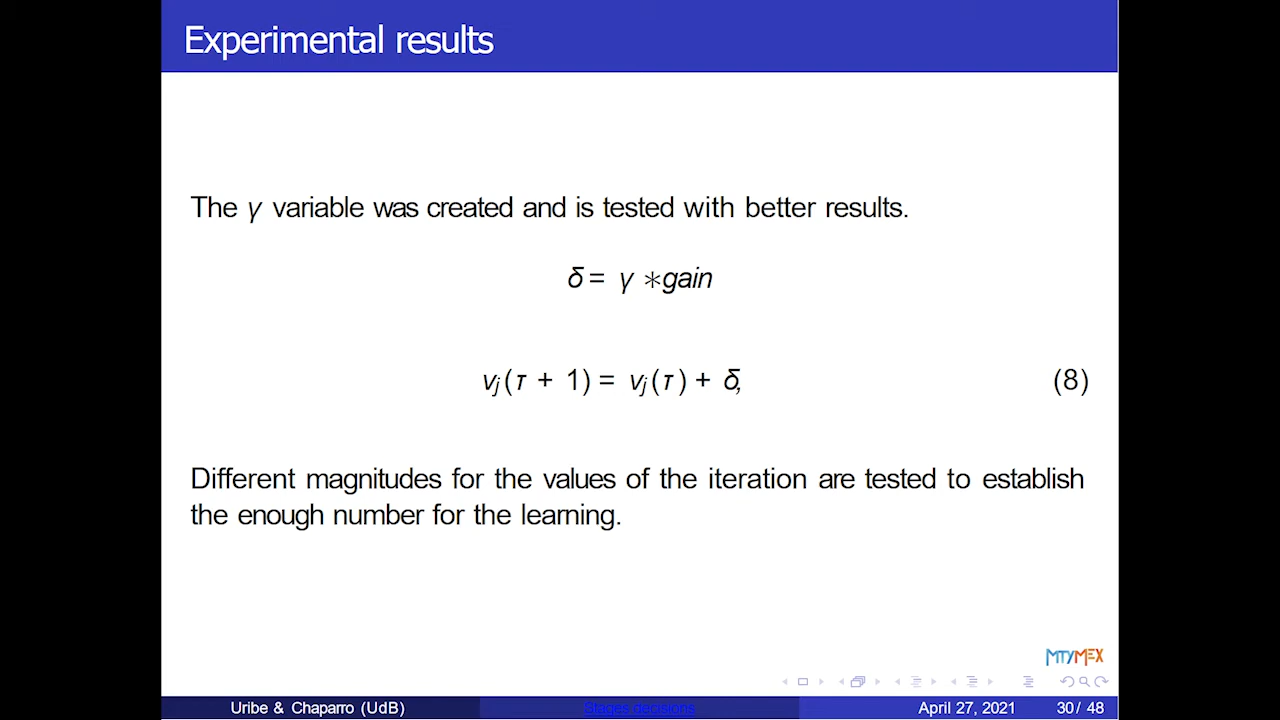 Experimental results
The γ variable was created and is tested with better results.
δ = γ ∗gain
vj(τ + 1) = vj(τ) + δ, (8)
Different magnitudes for the values of the iteration are tested to establish
the enough number for the learning.
MTYMEX
Uribe & Chaparro (UdB) Stages decisions April 27, 2021 30 / 48